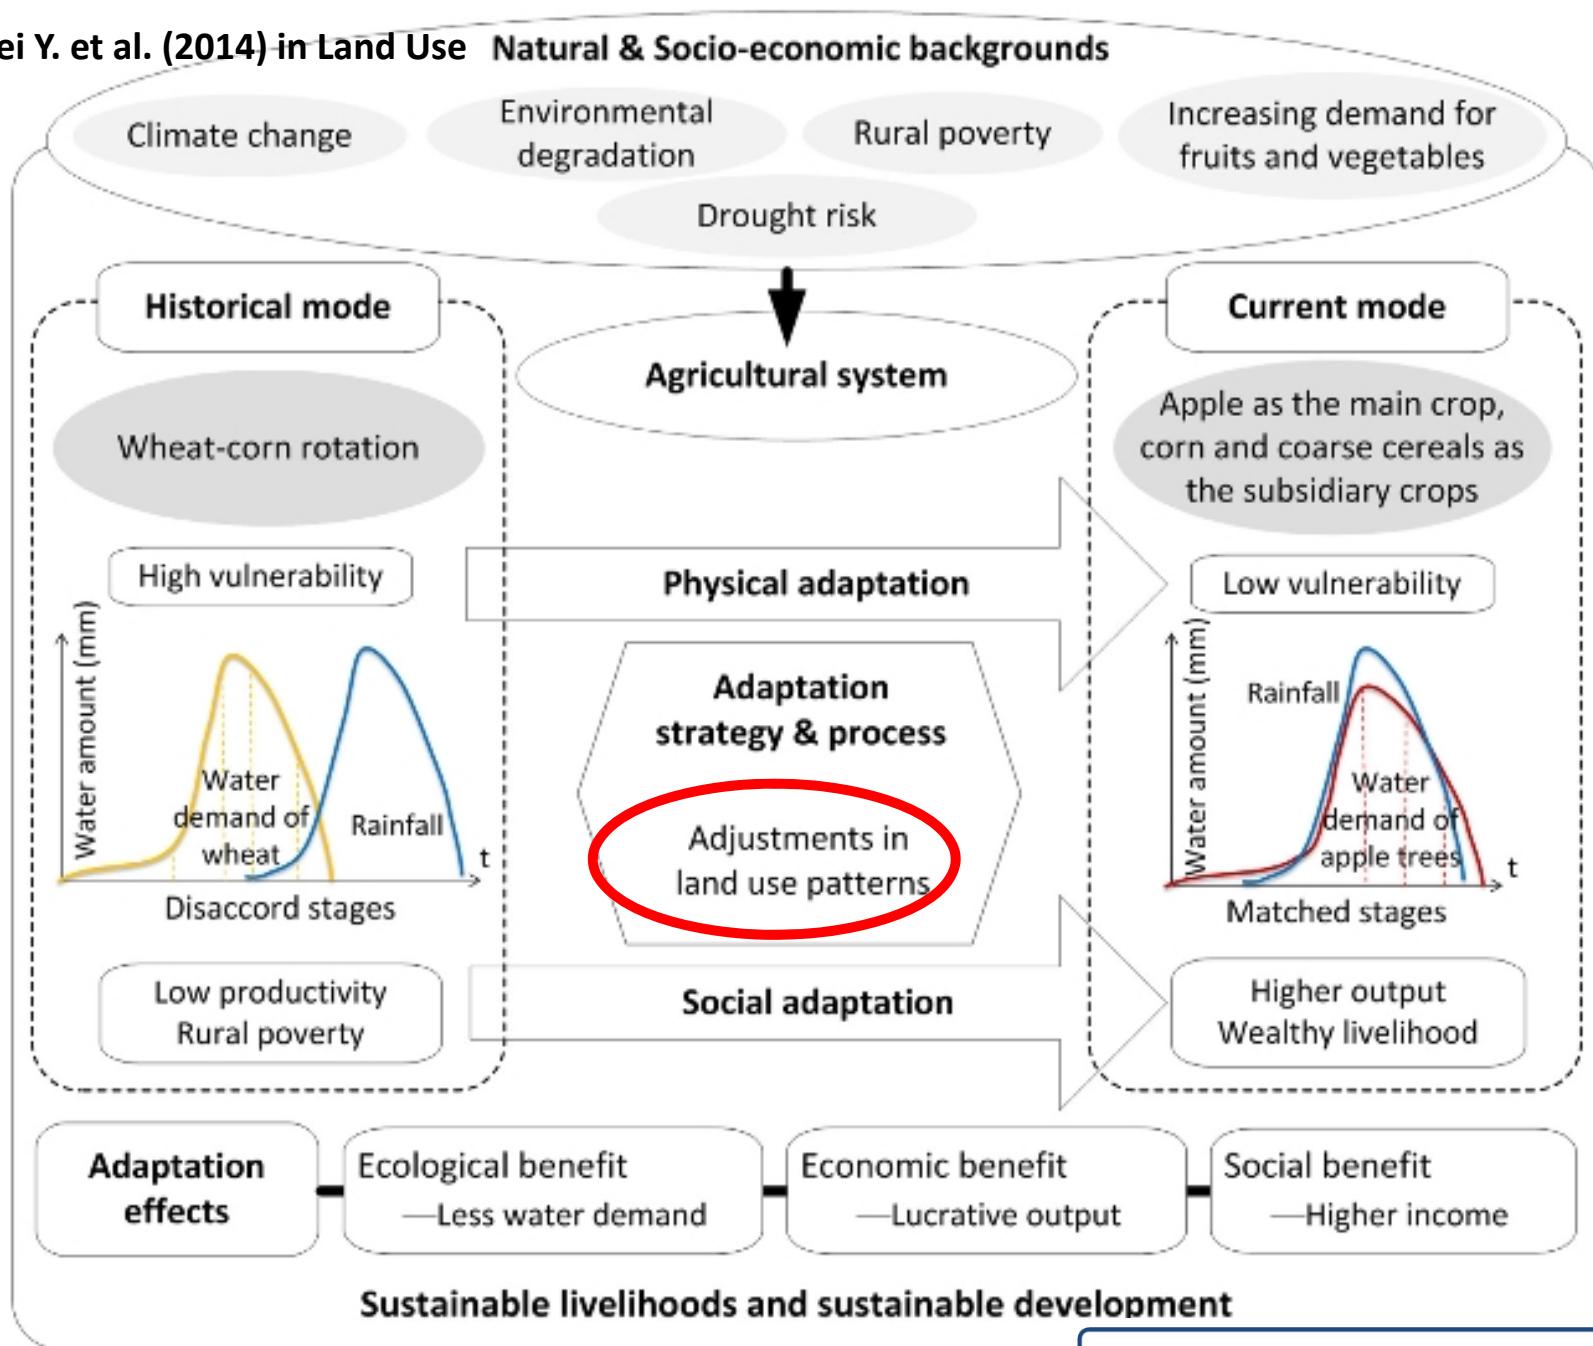 ei Y. et al. (2014) in Land Use
Natural & Socio-economic backgrounds
Climate change
Environmental
degradation
Rural poverty
Increasing demand for
fruits and vegetables
Drought risk
Historical mode
Agricultural system
Current mode
Wheat-corn rotation
Apple as the main crop,
corn and coarse cereals as
the subsidiary crops
High vulnerability
Physical adaptation
Low vulnerability
Water amount (mm)
Water
demand of
wheat
Rainfall
t
Disaccord stages
Adaptation
strategy & process
Adjustments in
land use patterns
Water amount (mm)
Rainfall
Water
demand of
apple trees
t
Matched stages
Low productivity
Rural poverty
Social adaptation
Higher output
Wealthy livelihood
Adaptation
effects
Ecological benefit
—Less water demand
Economic benefit
—Lucrative output
Social benefit
—Higher income
Sustainable livelihoods and sustainable development